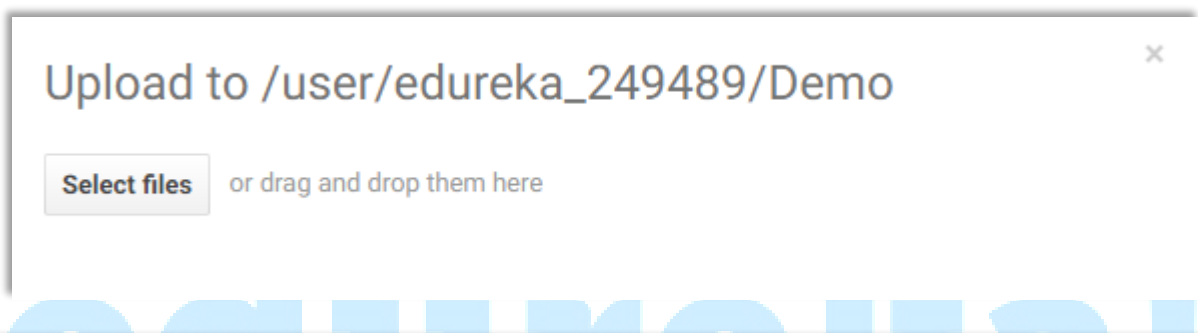 Upload to /user/edureka_249489/Demo
×
Select files or drag and drop them here